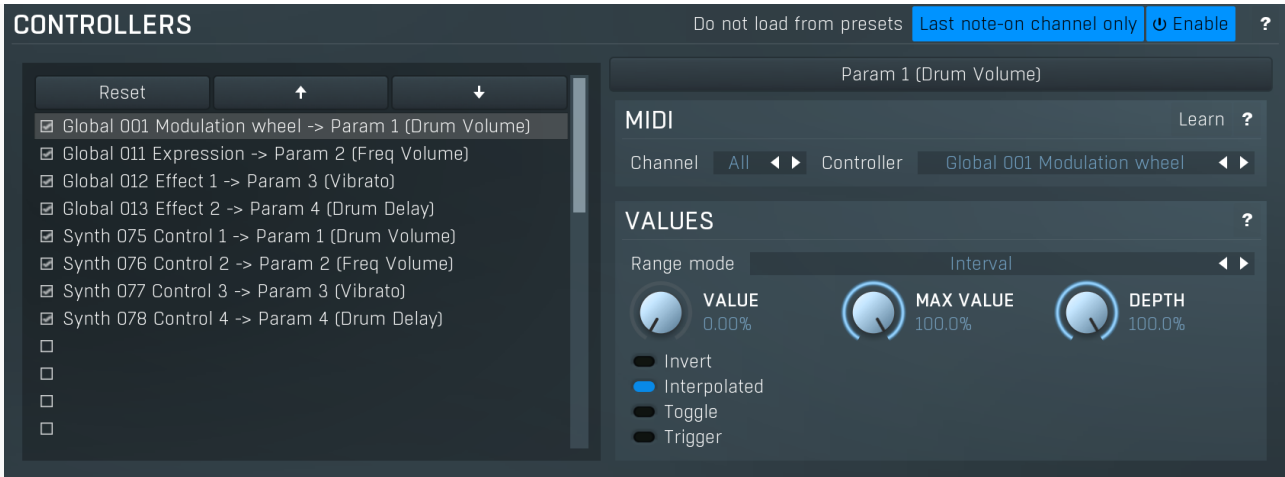 CONTROLLERS
Do not load from presets Last note-on channel only Enable ?
Reset
Global 001 Modulation wheel -> Param 1 (Drum Volume)
Global 011 Expression -> Param 2 (Freq Volume)
Global 012 Effect 1 -> Param 3 (Vibrato)
Global 013 Effect 2 -> Param 4 (Drum Delay)
Synth 075 Control 1 -> Param 1 (Drum Volume)
Synth 076 Control 2 -> Param 2 (Freq Volume)
Synth 077 Control 3 -> Param 3 (Vibrato)
Synth 078 Control 4 -> Param 4 (Drum Delay)
Param 1 (Drum Volume)
MIDI Learn ?
Channel All Controller Global 001 Modulation wheel
VALUES ?
Range mode Interval
VALUE MAX VALUE DEPTH
0.00% 100.0% 100.0%
Invert
Interpolated
Toggle
Trigger